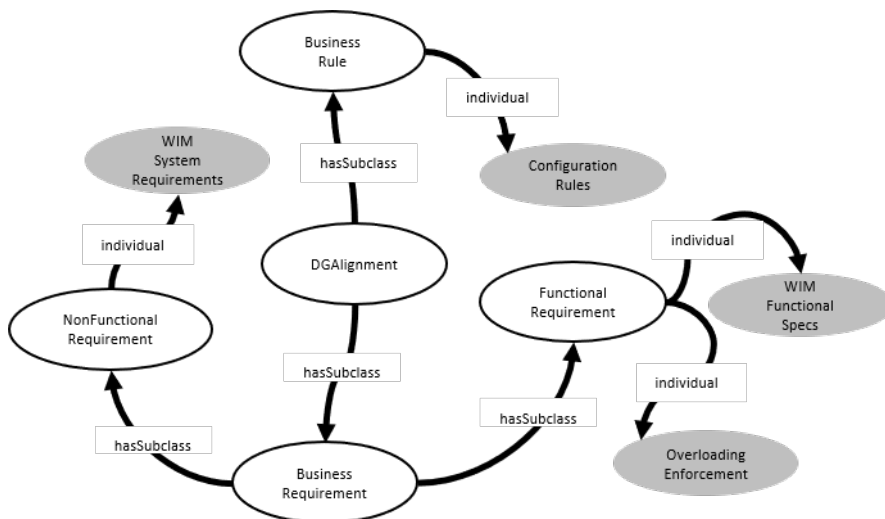 Business
Rule
individual
WIM
System
Requirements
hasSubclass
Configuration
Rules
individual
individual
DGAlignment
Functional
Requirement
WIM
Functional
Specs
NonFunctional
Requirement
hasSubclass
individual
hasSubclass
hasSubclass
Overloading
Enforcement
Business
Requirement